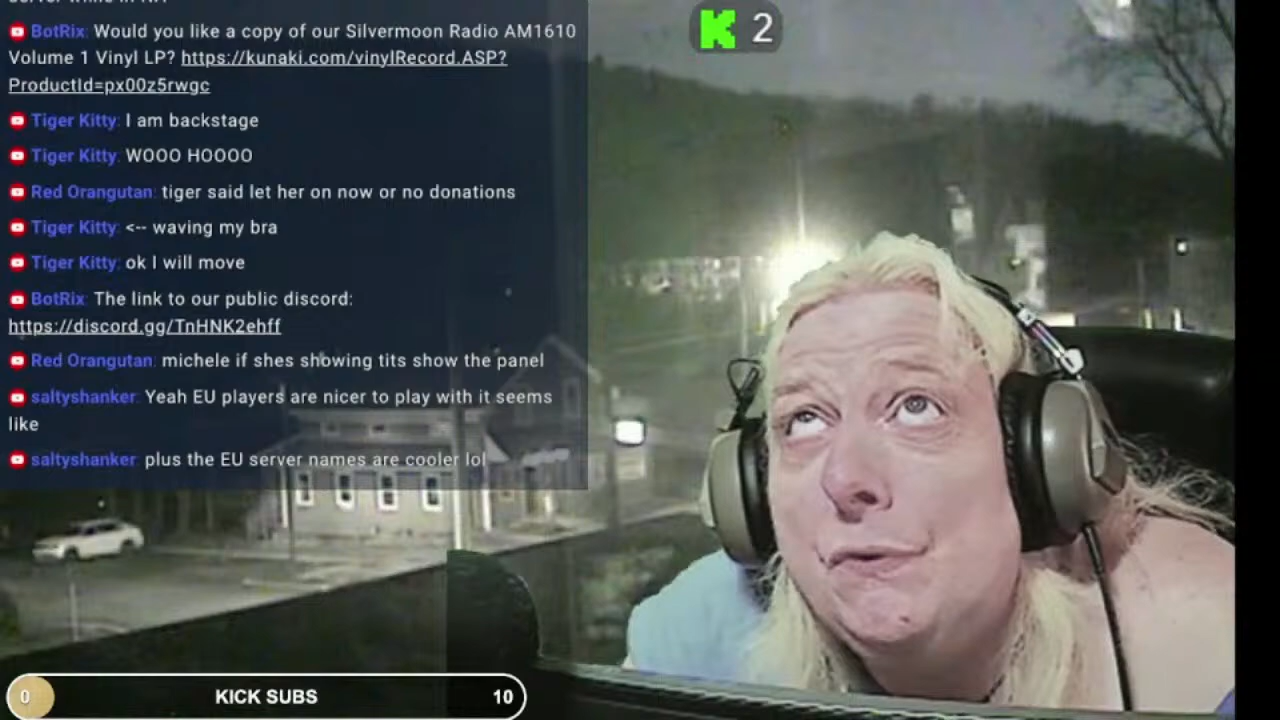 BotRix: Would you like a copy of our Silvermoon Radio AM1610
Volume 1 Vinyl LP? https://kunaki.com/vinylRecord.ASP?
ProductId=px00z5rwgc
Tiger Kitty: I am backstage
Tiger Kitty: WOOO HOOOO
Red Orangutan: tiger said let her on now or no donations
Tiger Kitty: <-- waving my bra
Tiger Kitty: ok I will move
BotRix: The link to our public discord:
https://discord.gg/TnHNK2ehff
Red Orangutan: michele if shes showing tits show the panel
saltyshanker: Yeah EU players are nicer to play with it seems
like
saltyshanker: plus the EU server names are cooler lol
K 2
0 KICK SUBS 10